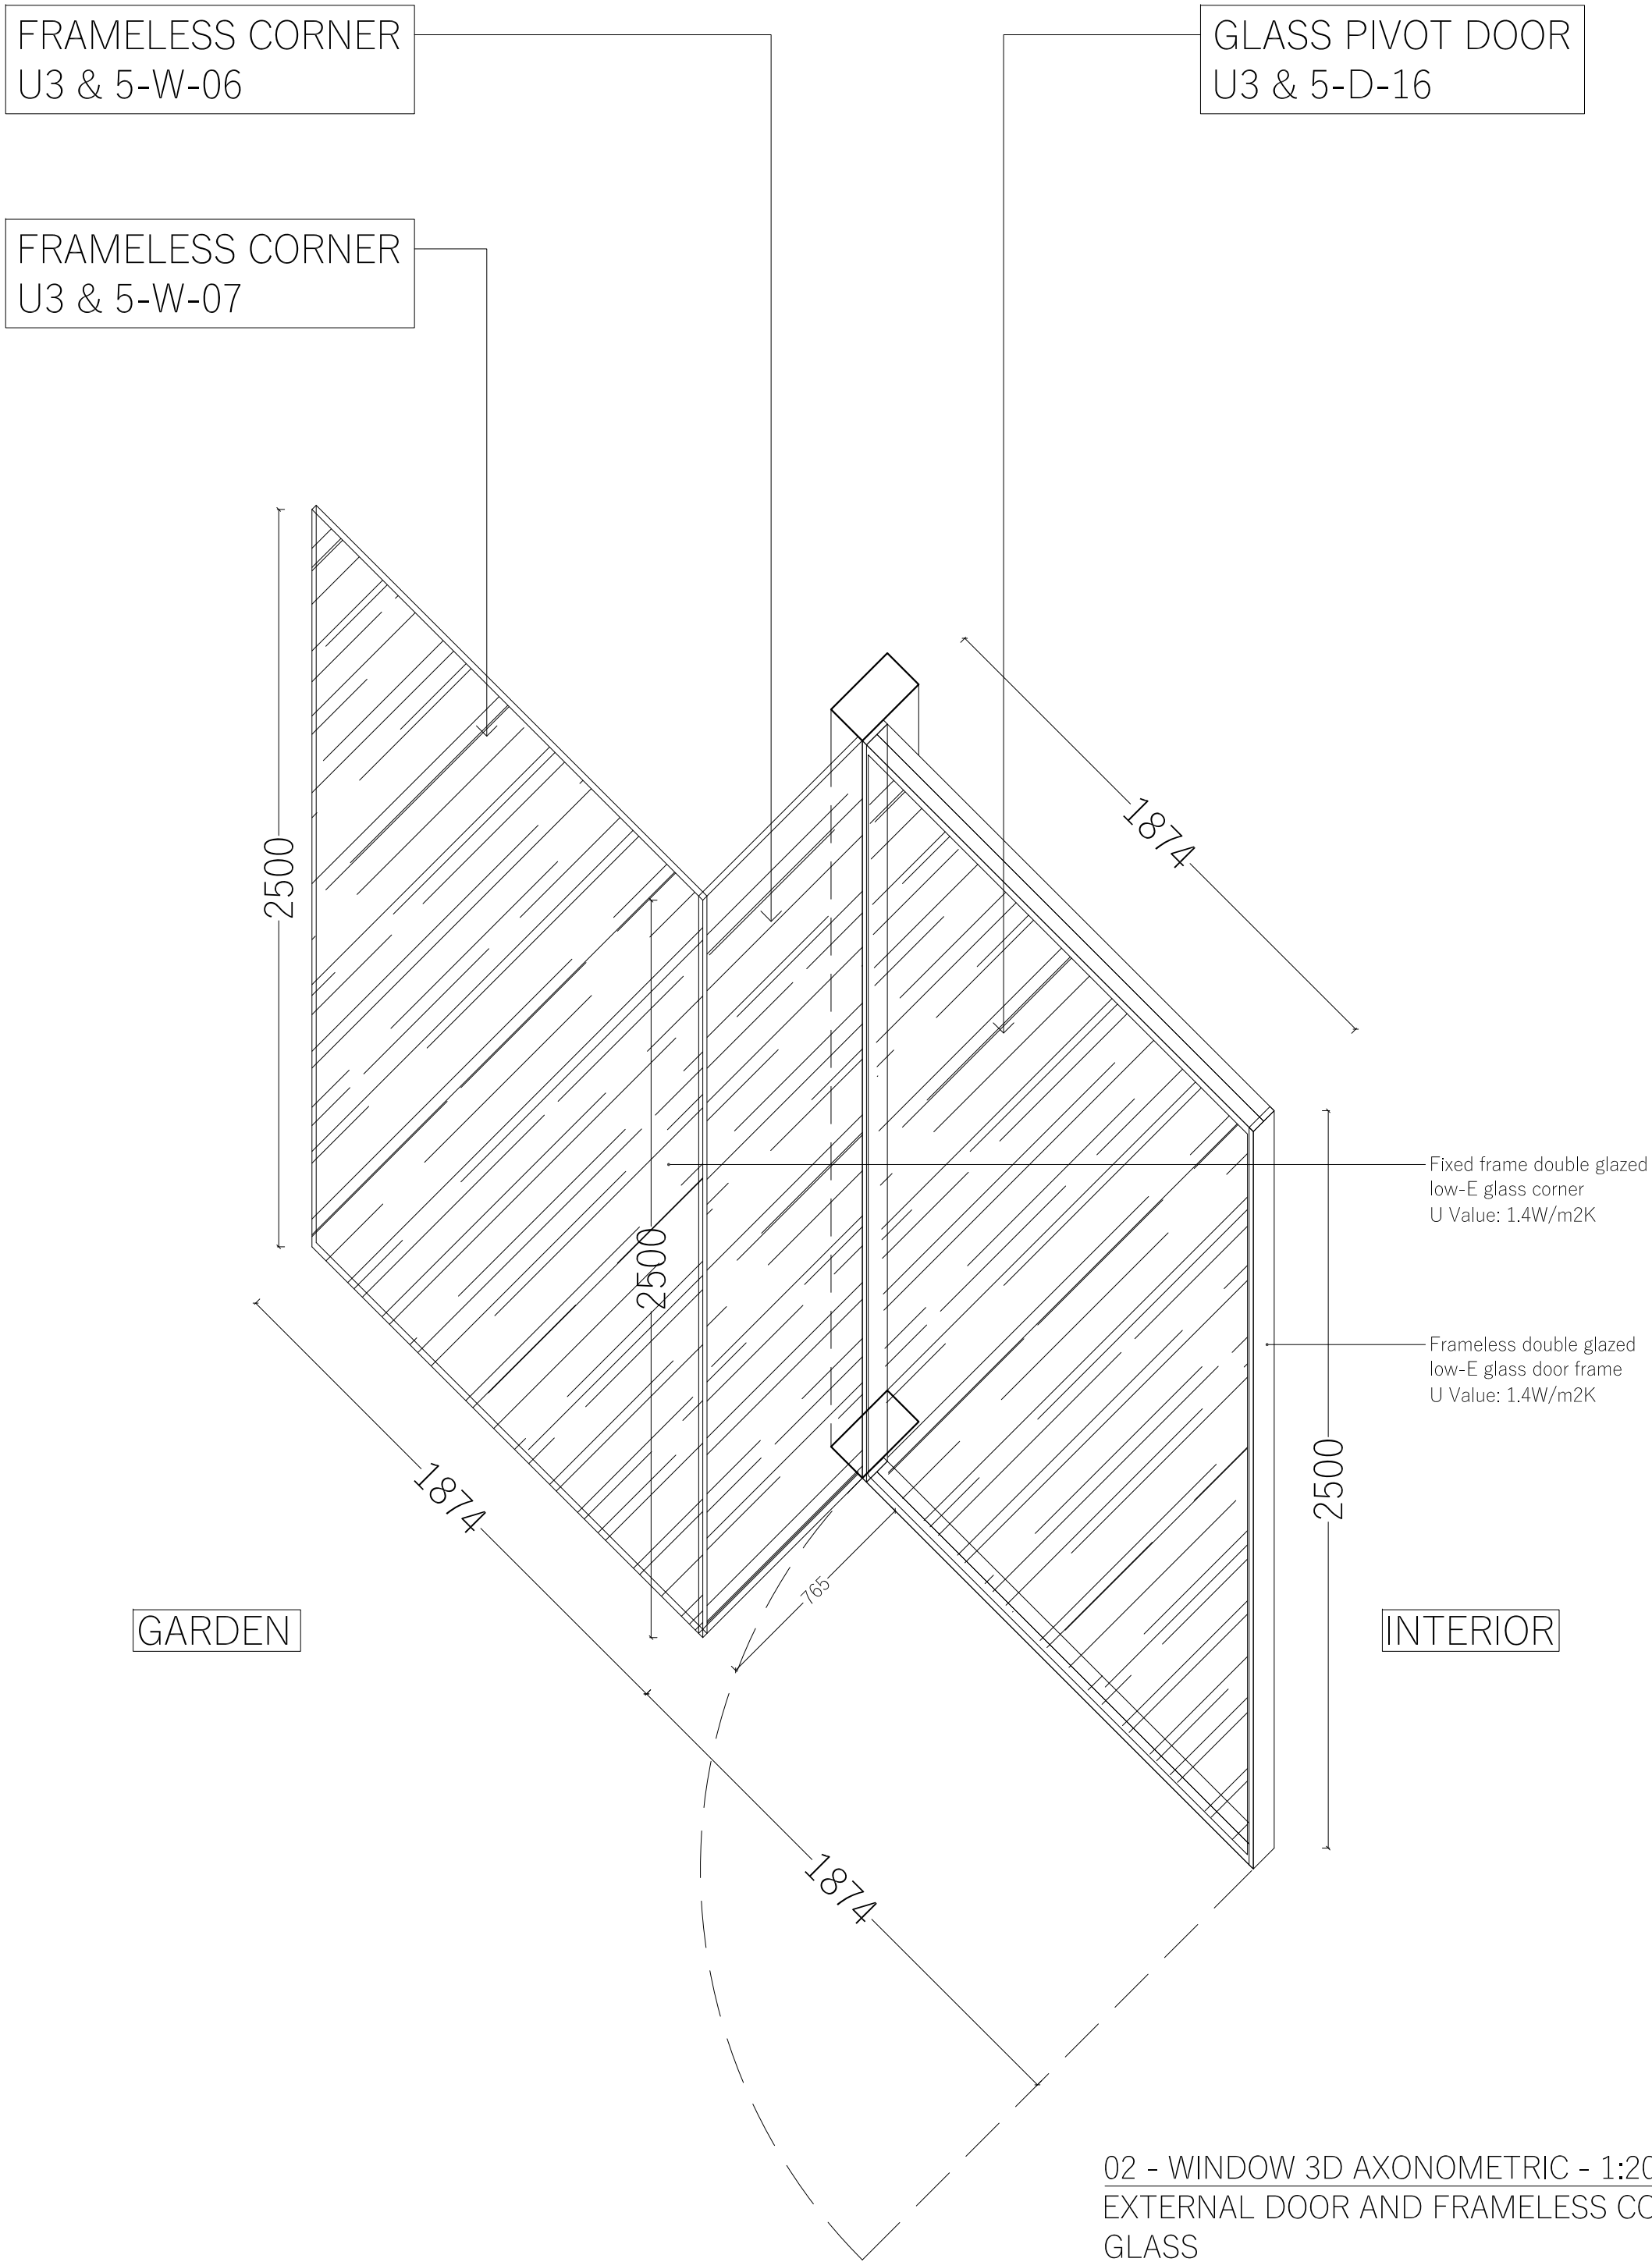 FRAMELESS CORNER
U3 & 5-W-06
GLASS PIVOT DOOR
U3 & 5-D-16
FRAMELESS CORNER
U3 & 5-W-07
1874
2500
Fixed frame double glazed
low-E glass corner
U Value: 1.4W/m2K
2500
Frameless double glazed
low-E glass door frame
U Value: 1.4W/m2K
2500
1874
765
GARDEN
INTERIOR
1874
02 - WINDOW 3D AXONOMETRIC - 1:20
EXTERNAL DOOR AND FRAMELESS CO
GLASS